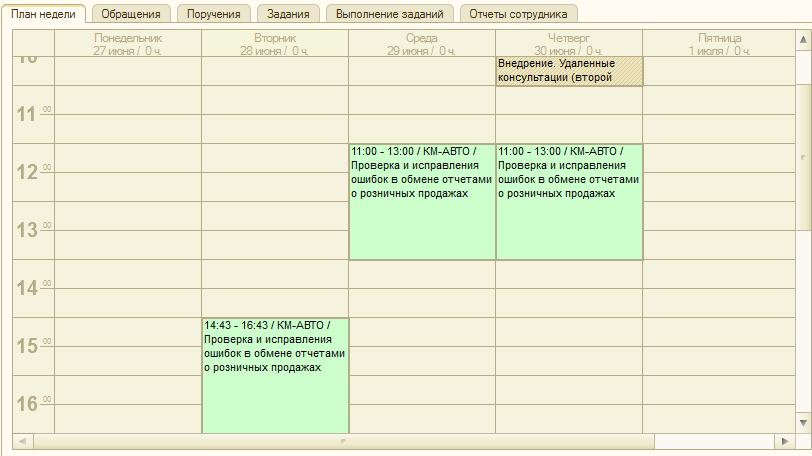 План недели
Обращения
Поручения
Задания
Выполнение заданий
Отчеты сотрудника
Понедельник
27 июня / 0 ч.
Вторник
28 июня / 0 ч.
Среда
29 июня / 0 ч.
Четверг
30 июня / 0 ч.
Пятница
1 июля / 0 ч.
10
Внедрение. Удаленные
консультации (второй
11 00
12 00
11:00 - 13:00 / КМ-АВТО /
Проверка и исправления
ошибок в обмене отчетами
о розничных продажах
11:00 - 13:00 / КМ-АВТО /
Проверка и исправления
ошибок в обмене отчетами
о розничных продажах
13 00
14 00
15 00
14:43 - 16:43 / КМ-АВТО /
Проверка и исправления
ошибок в обмене отчетами
о розничных продажах
16 00